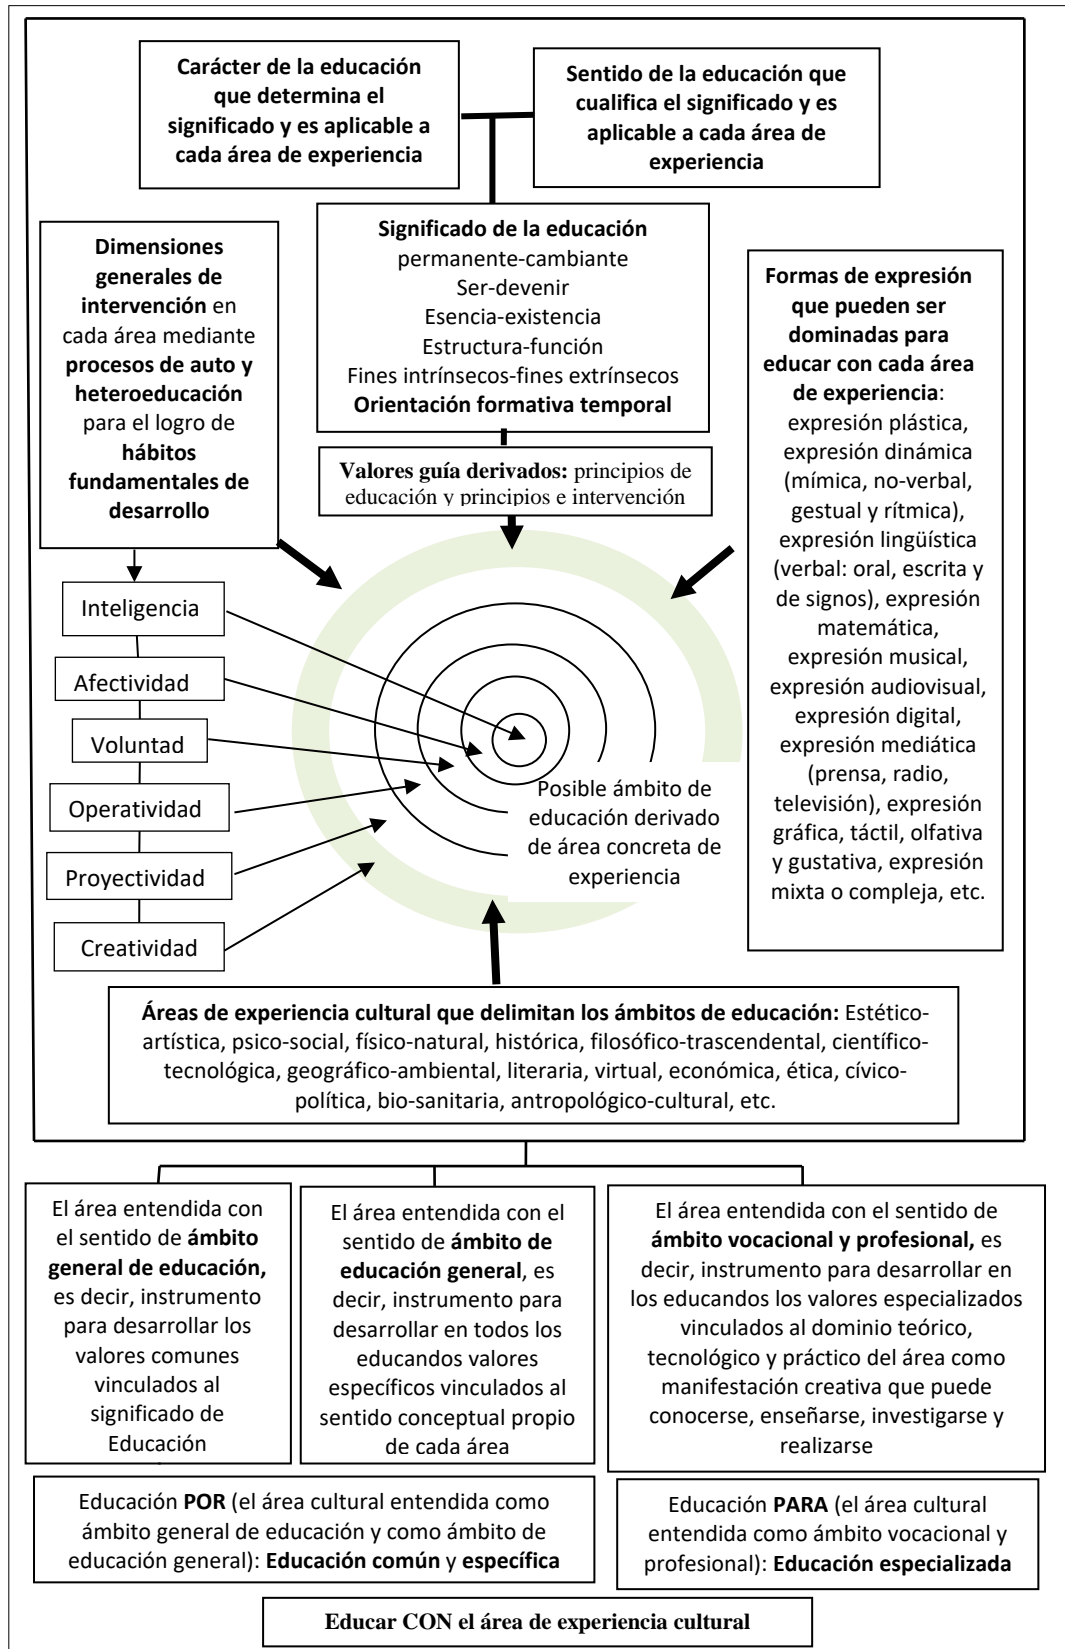 Carácter de la educación
que determina el
significado y es aplicable a
cada área de experiencia
Sentido de la educación que
cualifica el significado y es
aplicable a cada área de
experiencia
Significado de la educación
permanente-cambiante
Ser-devenir
Esencia-existencia
Estructura-función
Fines intrínsecos-fines extrínsecos
Orientación formativa temporal
Dimensiones
generales de
intervención en
cada área mediante
procesos de auto y
heteroeducación
para el logro de
hábitos
fundamentales de
desarrollo
Formas de expresión
que pueden ser
dominadas para
educar con cada área
de experiencia:
expresión plástica,
expresión dinámica
(mímica, no-verbal,
gestual y rítmica),
expresión lingüística
(verbal: oral, escrita y
de signos), expresión
matemática,
expresión musical,
expresión audiovisual,
expresión digital,
expresión mediática
(prensa, radio,
televisión), expresión
gráfica, táctil, olfativa
y gustativa, expresión
mixta o compleja, etc.
Valores guía derivados: principios de
educación y principios e intervención
Inteligencia
Afectividad
Voluntad
Operatividad
Proyectividad
Creatividad
Posible ámbito de
educación derivado
de área concreta de
experiencia
Áreas de experiencia cultural que delimitan los ámbitos de educación: Estético-
artística, psico-social, físico-natural, histórica, filosófico-trascendental, científico-
tecnológica, geográfico-ambiental, literaria, virtual, económica, ética, cívico-
política, bio-sanitaria, antropológico-cultural, etc.
El área entendida con
el sentido de ámbito
general de educación,
es decir, instrumento
para desarrollar los
valores comunes
vinculados al
significado de
Educación
El área entendida con el
sentido de ámbito de
educación general, es
decir, instrumento para
desarrollar en todos los
educandos valores
específicos vinculados al
sentido conceptual propio
de cada área
El área entendida con el sentido de
ámbito vocacional y profesional, es
decir, instrumento para desarrollar en
los educandos los valores especializados
vinculados al dominio teórico,
tecnológico y práctico del área como
manifestación creativa que puede
conocerse, enseñarse, investigarse y
realizarse
Educación POR (el área cultural entendida como
ámbito general de educación y como ámbito de
educación general): Educación común y específica
Educación PARA (el área cultural
entendida como ámbito vocacional y
profesional): Educación especializada
Educar CON el área de experiencia cultural